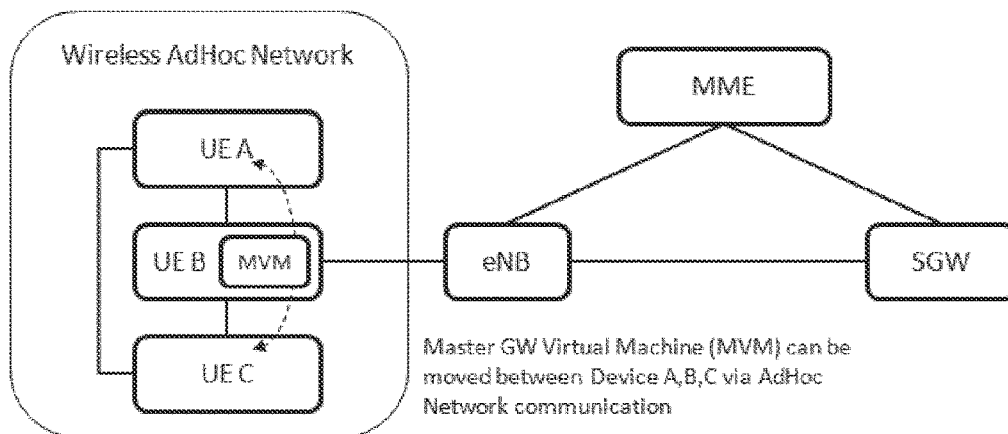 Wireless AdHoc Network
MME
UE A
UE B
MVM
eNB
SGW
UE C
Master GW Virtual Machine (MVM) can be
moved between Device A,B,C via AdHoc
Network communication